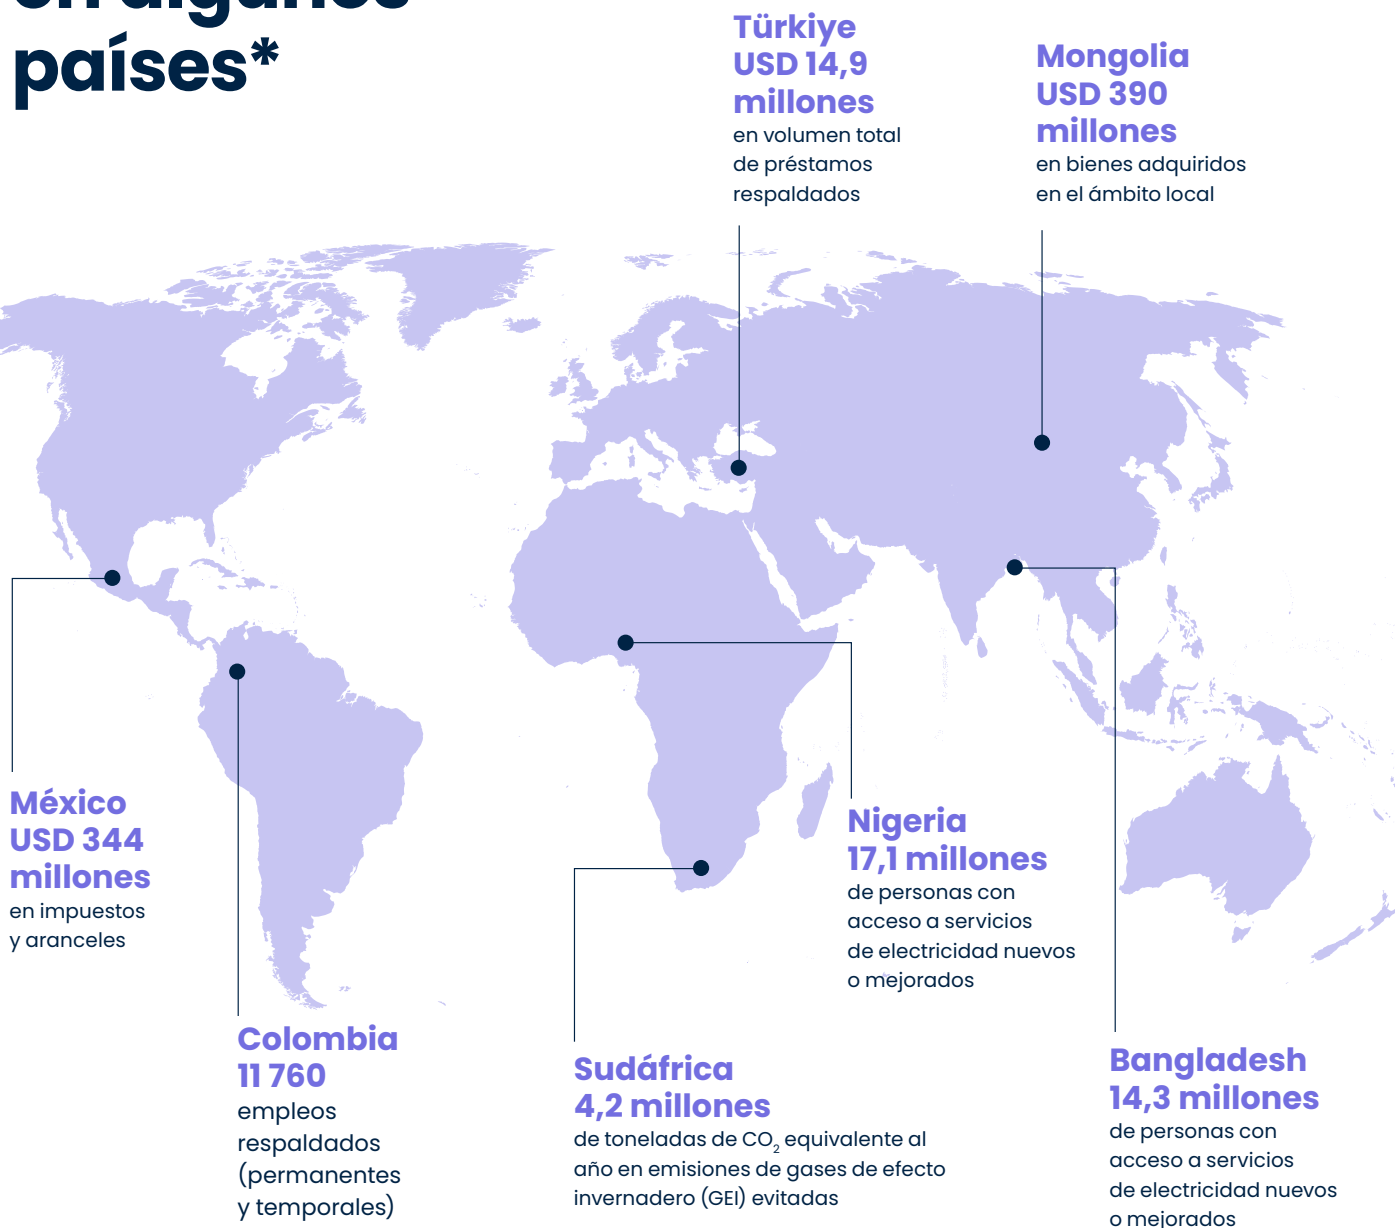 en algunos
países*
Türkiye
USD 14,9
millones
en volumen total
de préstamos
respaldados
Mongolia
USD 390
millones
en bienes adquiridos
en el ámbito local
México
USD 344
millones
en impuestos
y aranceles
Nigeria
17,1 millones
de personas con
acceso a servicios
de electricidad nuevos
o mejorados
Colombia
11 760
empleos
respaldados
(permanentes
y temporales)
Sudáfrica
4,2 millones
de toneladas de CO₂ equivalente al
año en emisiones de gases de efecto
invernadero (GEI) evitadas
Bangladesh
14,3 millones
de personas con
acceso a servicios
de electricidad nuevos
o mejorados